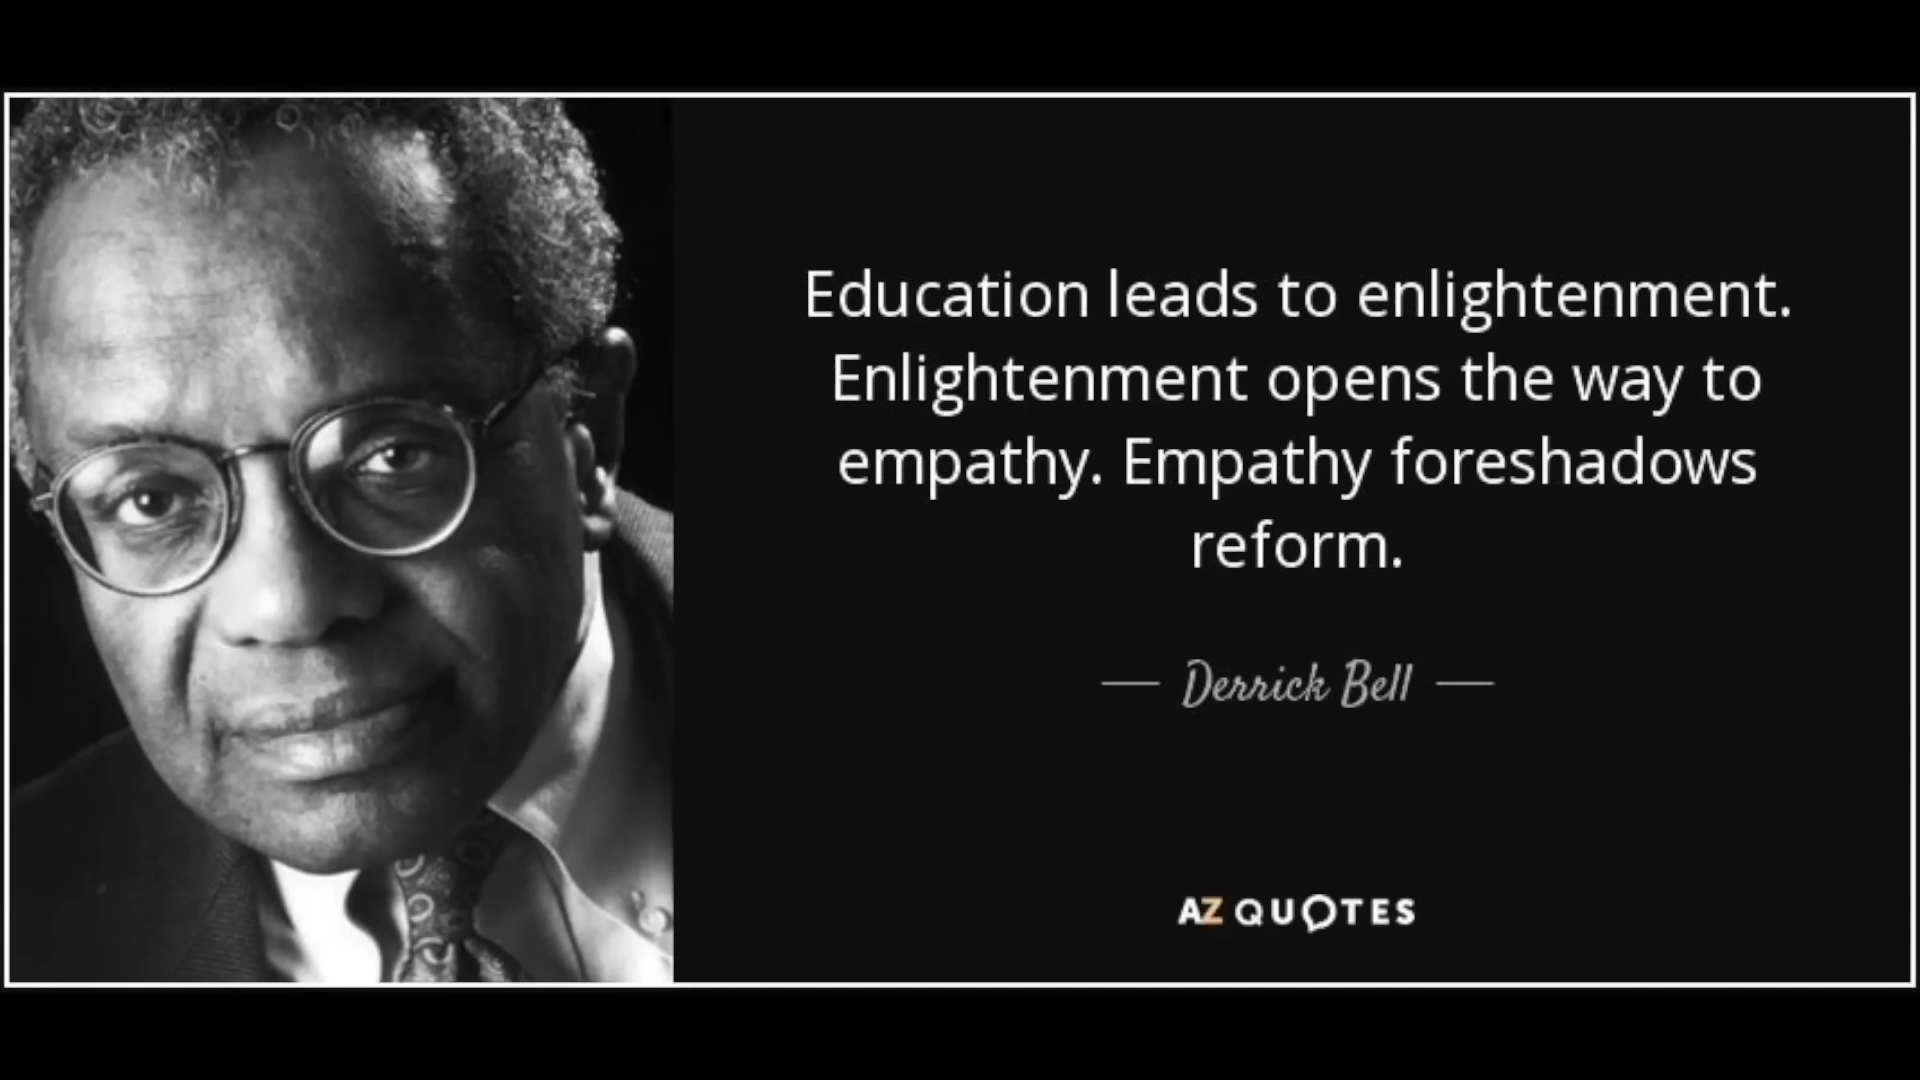 Education leads to enlightenment.
Enlightenment opens the way to
empathy. Empathy foreshadows
reform.
Derrick Bell
AZ QUOTES